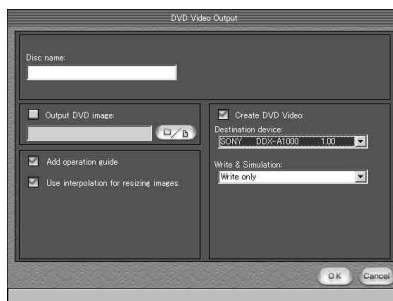 DVD Video Output
Disc name:
Output DVD image:
Add operation guide
Use interpolation for resizing images.
Create DVD Video:
Destination device:
SONY DDX-A1000 1.00
Write & Simulation:
Write only
OK
Cancel